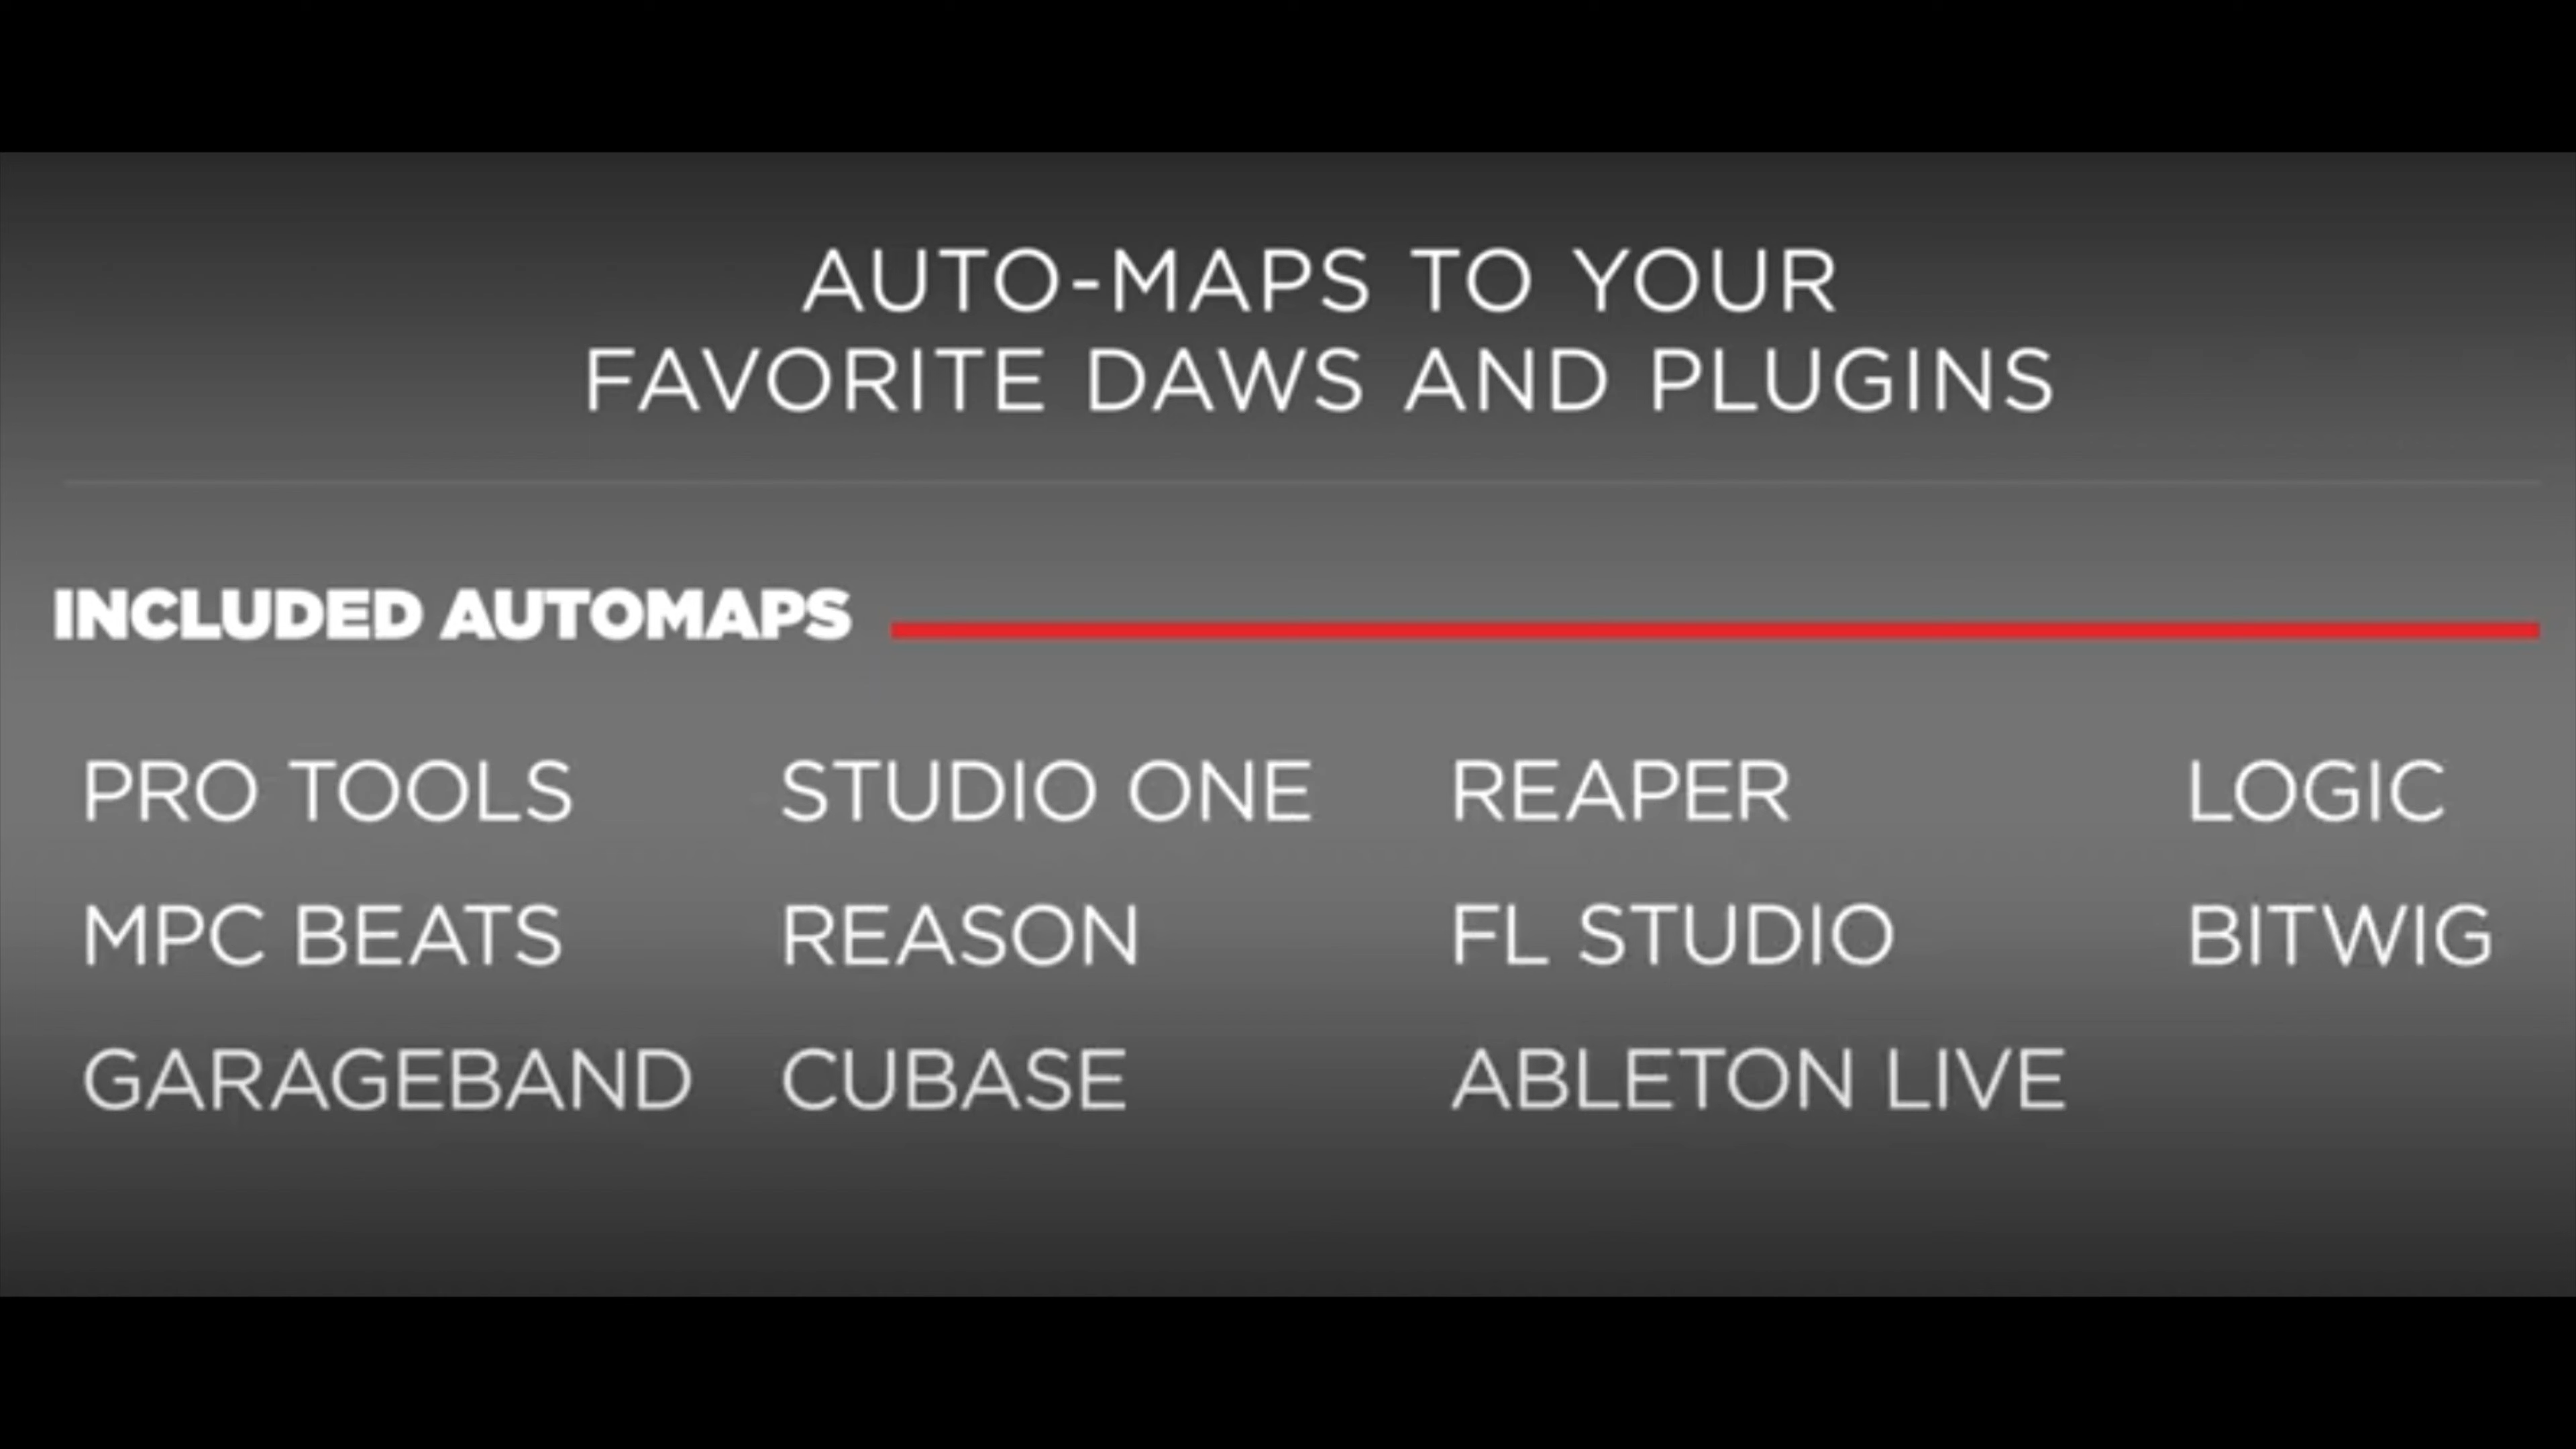 AUTO-MAPS TO YOUR
FAVORITE DAWS AND PLUGINS
INCLUDED AUTOMAPS
PRO TOOLS STUDIO ONE REAPER LOGIC
MPC BEATS REASON FL STUDIO BITWIG
GARAGEBAND CUBASE ABLETON LIVE